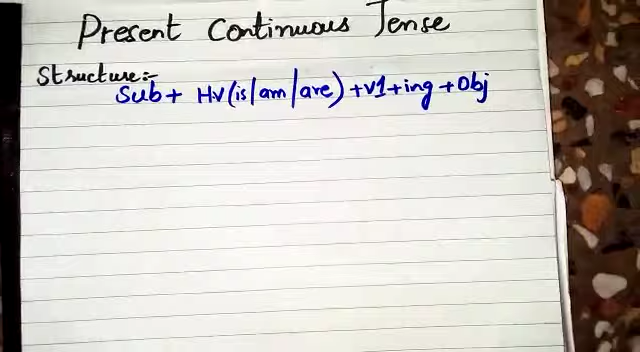 Present Continuous Tense
Structure:-
Sub + HV (is/am/are) + V1 + ing + Obj